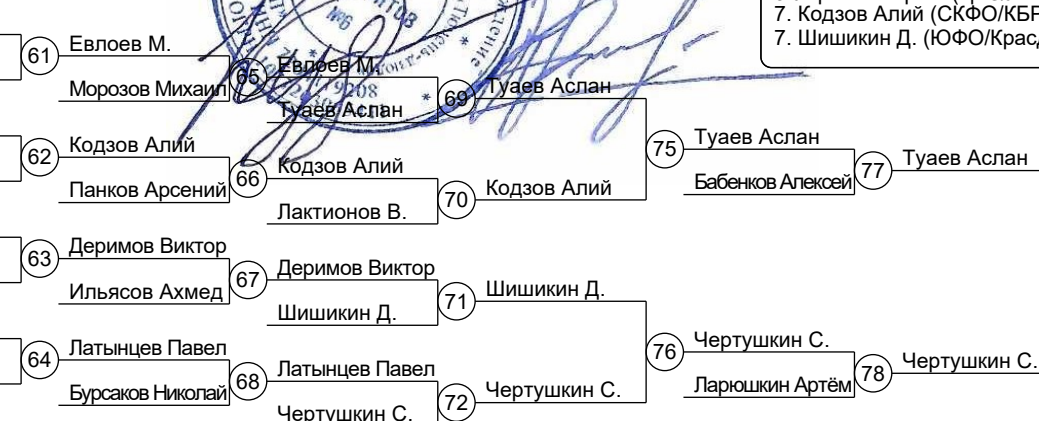 7. Кодзов Алий (СКФО/КБР
7. Шишикин Д. (ЮФО/Крас
61 Евлоев М.
Морозов Михаил
65 Евлоев М.
Туаев Аслан
69 Туаев Аслан
62 Кодзов Алий
Панков Арсений
66 Кодзов Алий
Лактионов В.
70 Кодзов Алий
75 Туаев Аслан
Бабенков Алексей
77 Туаев Аслан
63 Деримов Виктор
Ильясов Ахмед
67 Деримов Виктор
Шишикин Д.
71 Шишикин Д.
64 Латынцев Павел
Бурсаков Николай
68 Латынцев Павел
Чертушкин С.
72 Чертушкин С.
76 Чертушкин С.
Ларюшкин Артём
78 Чертушкин С.